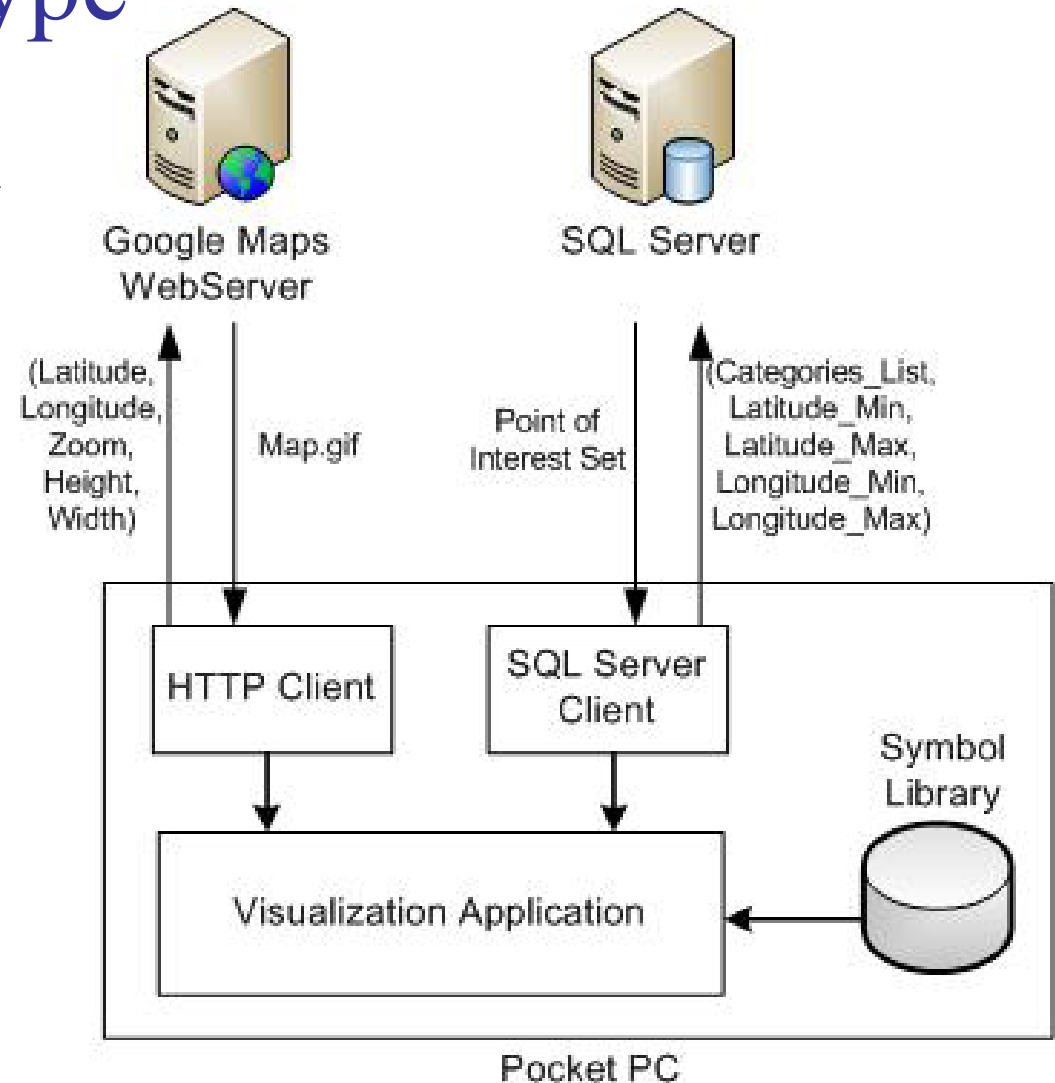 ype
Google Maps
WebServer
SQL Server
(Latitude,
Longitude,
Zoom,
Height,
Width)
Map.gif
Point of
Interest Set
(Categories_List,
Latitude_Min,
Latitude_Max,
Longitude_Min,
Longitude_Max)
HTTP Client
SQL Server
Client
Symbol
Library
Visualization Application
Pocket PC